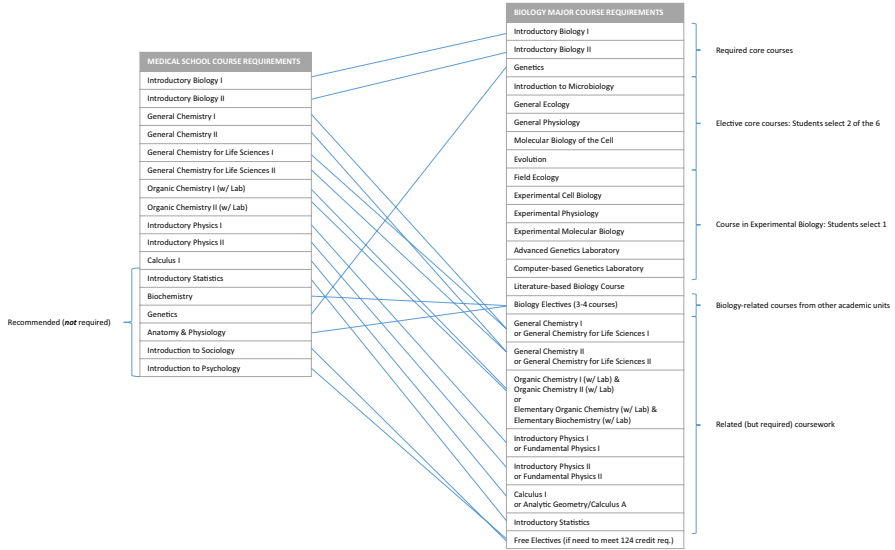 MEDICAL SCHOOL COURSE REQUIREMENTS
Introductory Biology I
Introductory Biology II
General Chemistry I
General Chemistry II
General Chemistry for Life Sciences I
General Chemistry for Life Sciences II
Organic Chemistry I (w/ Lab)
Organic Chemistry II (w/ Lab)
Introductory Physics I
Introductory Physics II
Calculus I
Introductory Statistics
Biochemistry
Genetics
Anatomy & Physiology
Introduction to Sociology
Introduction to Psychology
Recommended (not required)
BIOLOGY MAJOR COURSE REQUIREMENTS
Introductory Biology I
Introductory Biology II
Genetics
Introduction to Microbiology
General Ecology
General Physiology
Molecular Biology of the Cell
Evolution
Field Ecology
Experimental Cell Biology
Experimental Physiology
Experimental Molecular Biology
Advanced Genetics Laboratory
Computer-based Genetics Laboratory
Literature-based Biology Course
Biology Electives (3-4 courses)
General Chemistry I
or General Chemistry for Life Sciences I
General Chemistry II
or General Chemistry for Life Sciences II
Organic Chemistry I (w/ Lab) &
Organic Chemistry II (w/ Lab)
or
Elementary Organic Chemistry (w/ Lab) &
Elementary Biochemistry (w/ Lab)
Introductory Physics I
or Fundamental Physics I
Introductory Physics II
or Fundamental Physics II
Calculus I
or Analytic Geometry/Calculus A
Introductory Statistics
Free Electives (if need to meet 124 credit req.)
Required core courses
Elective core courses: Students select 2 of the 6
Course in Experimental Biology: Students select 1
Biology-related courses from other academic units
Related (but required) coursework